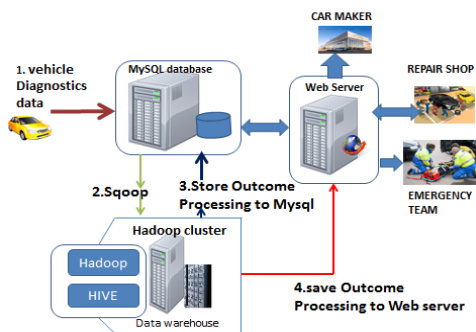 CAR MAKER
1. vehicle
Diagnostics
data
MySQL database
Web Server
REPAIR SHOP
2.Sqoop
3.Store Outcome
Processing to Mysql
EMERGENCY
TEAM
Hadoop cluster
Hadoop
HIVE
Data warehouse
4.save Outcome
Processing to Web server